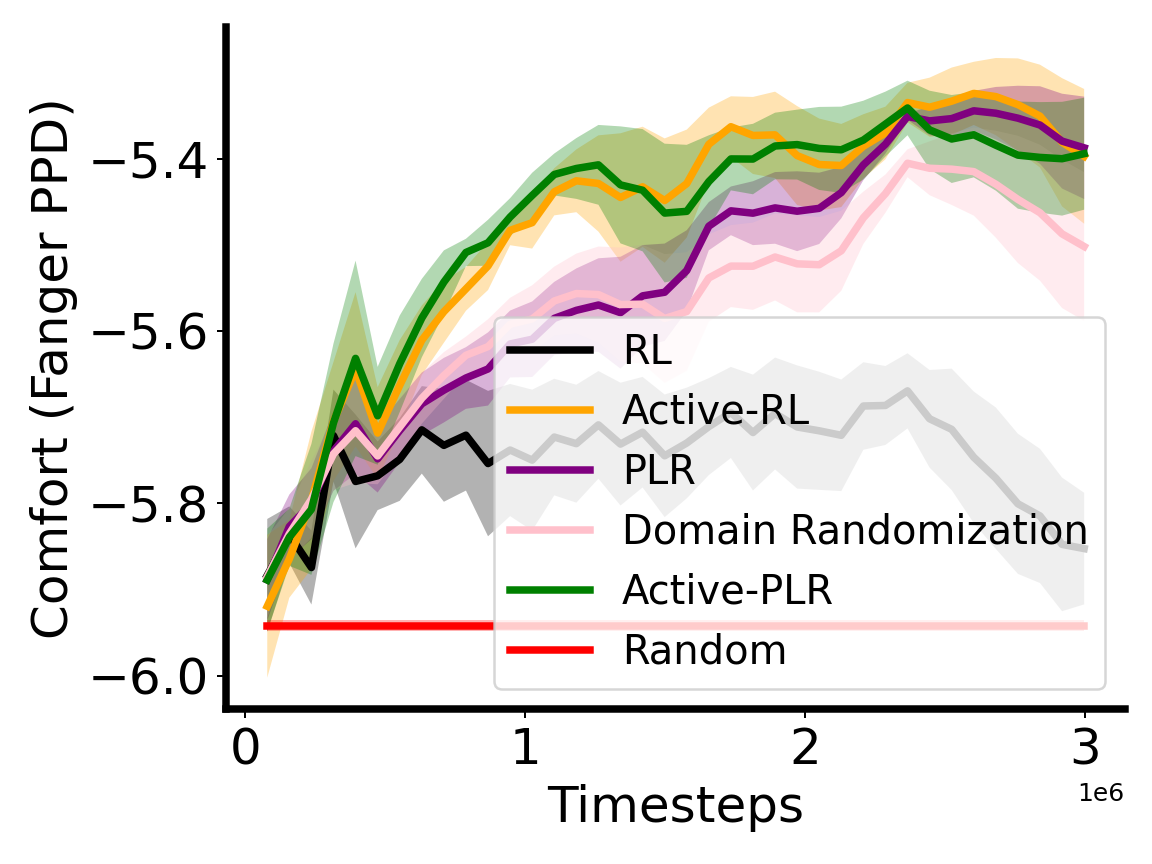 Comfort (Fanger PPD)
−5.4
−5.6
−5.8
−6.0
RL
Active-RL
PLR
Domain Randomization
Active-PLR
Random
0
1
2
3
1e6
Timesteps